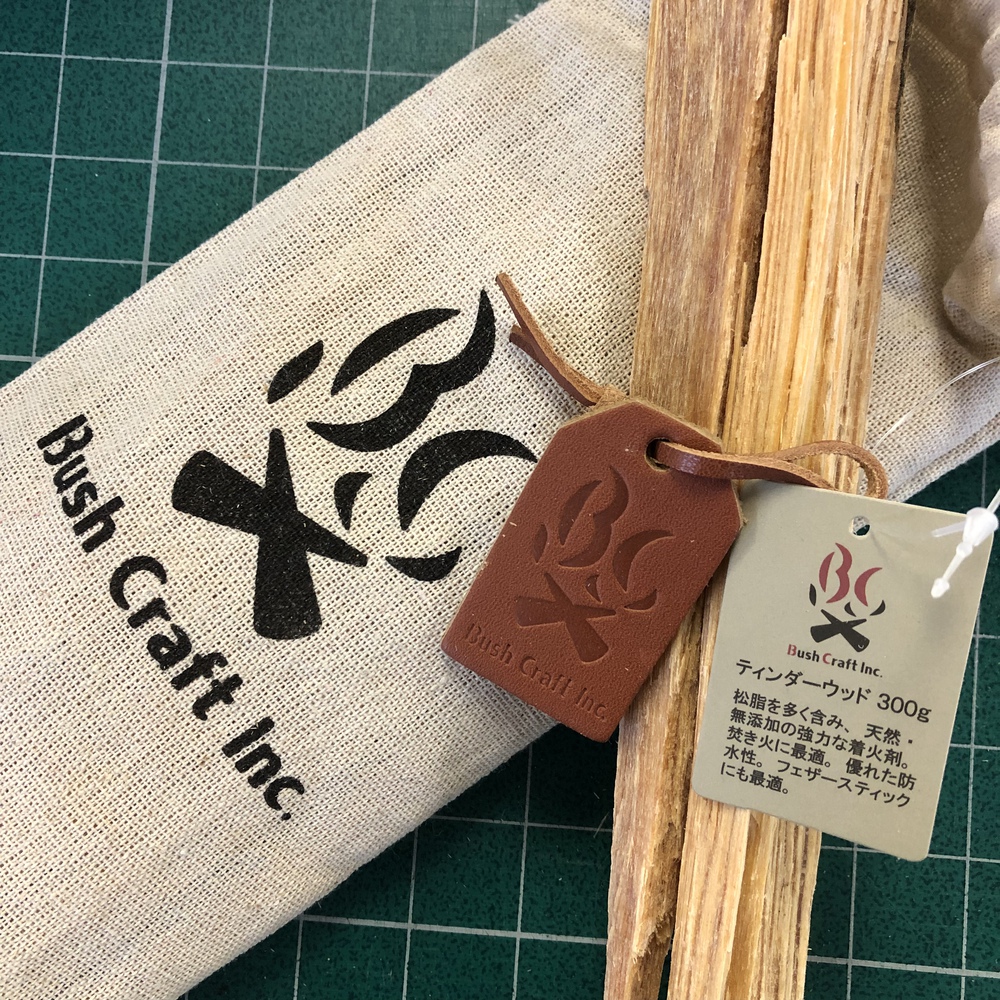 Bush Craft Inc.
BC
Bush Craft Inc.
BC
Bush Craft Inc.
BC
ティンダーウッド 300g
松脂を多く含み、天然・
無添加の強力な着火剤。
焚き火に最適。優れた防
水性。フェザースティック
にも最適。